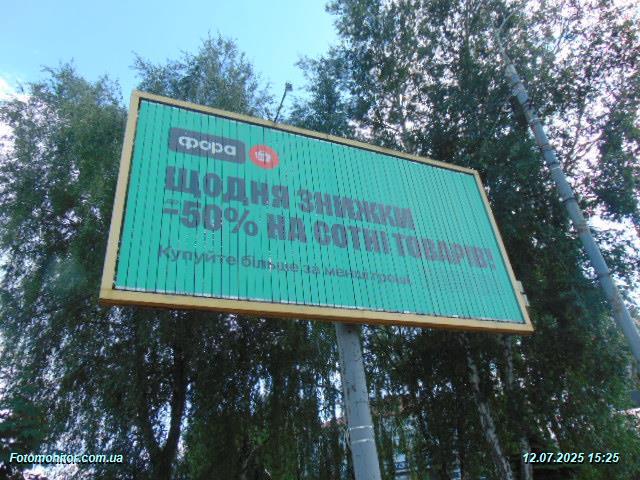 фора
ЩОДНЯ ЗНИЖКИ
-50% НА СОТНІ ТОВАРІВ!
Купуйте більше за менші гроші
Fotomonitor.com.ua
12.07.2025 15:25